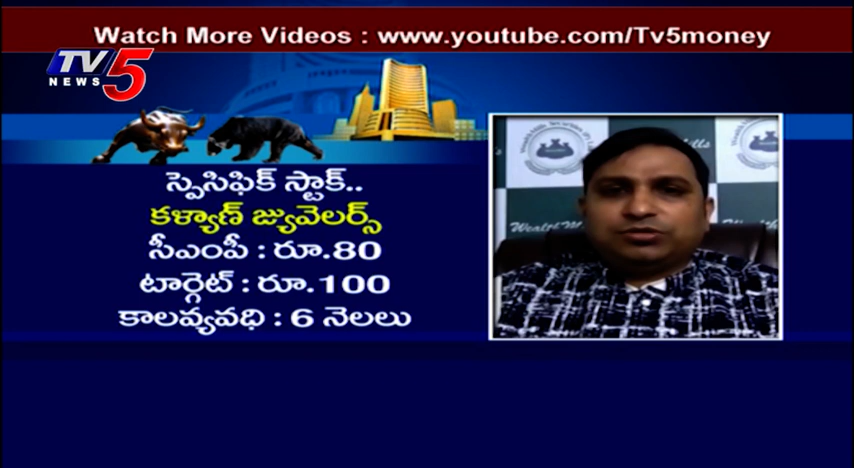 Watch More Videos : www.youtube.com/Tv5money
TV5
NEWS
స్పెసిఫిక్ స్టాక్..
కళ్యాణ్ జ్యువెలర్స్
సీఎంపీ : రూ.80
టార్గెట్ : రూ.100
కాలవ్యవధి : 6 నెలలు